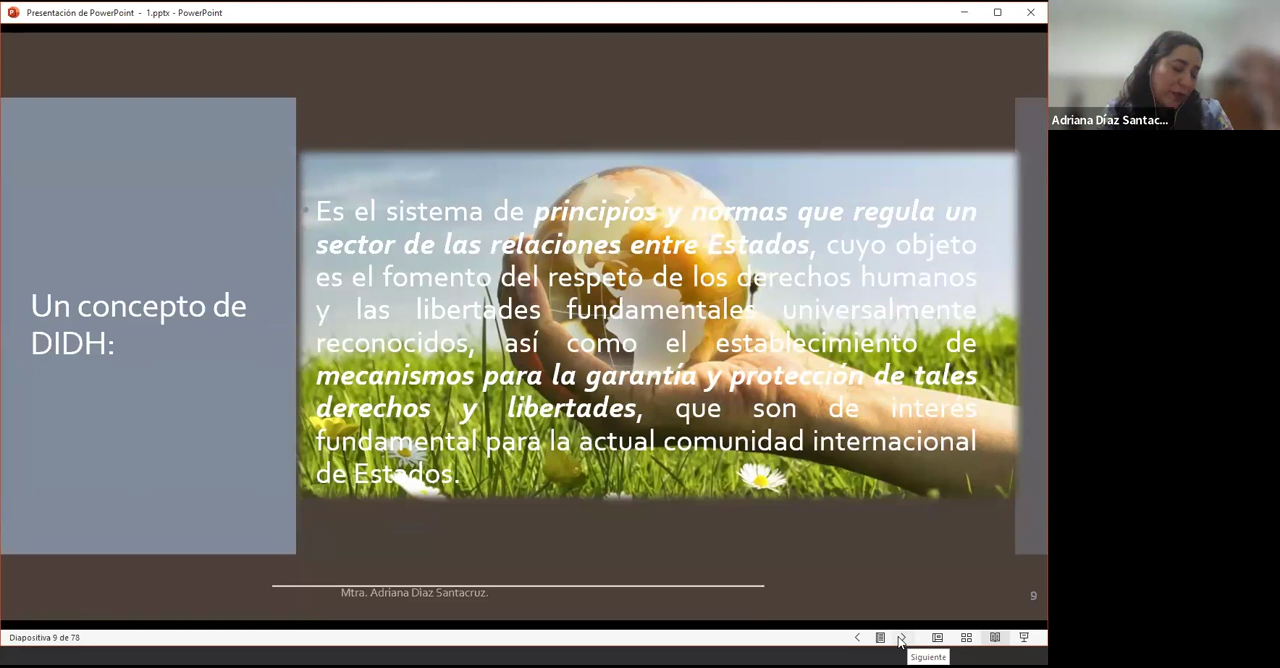 Presentación de PowerPoint - 1.pptx - PowerPoint
Adriana Díaz Santac...
Un concepto de
DIDH:
Es el sistema de principios y normas que regula un
sector de las relaciones entre Estados, cuyo objeto
es el fomento del respeto de los derechos humanos
y las libertades fundamentales universalmente
reconocidos, así como el establecimiento de
mecanismos para la garantía y protección de tales
derechos y libertades, que son de interés
fundamental para la actual comunidad internacional
de Estados.
Mtra. Adriana Díaz Santacruz.
9
Diapositiva 9 de 78
Siguiente